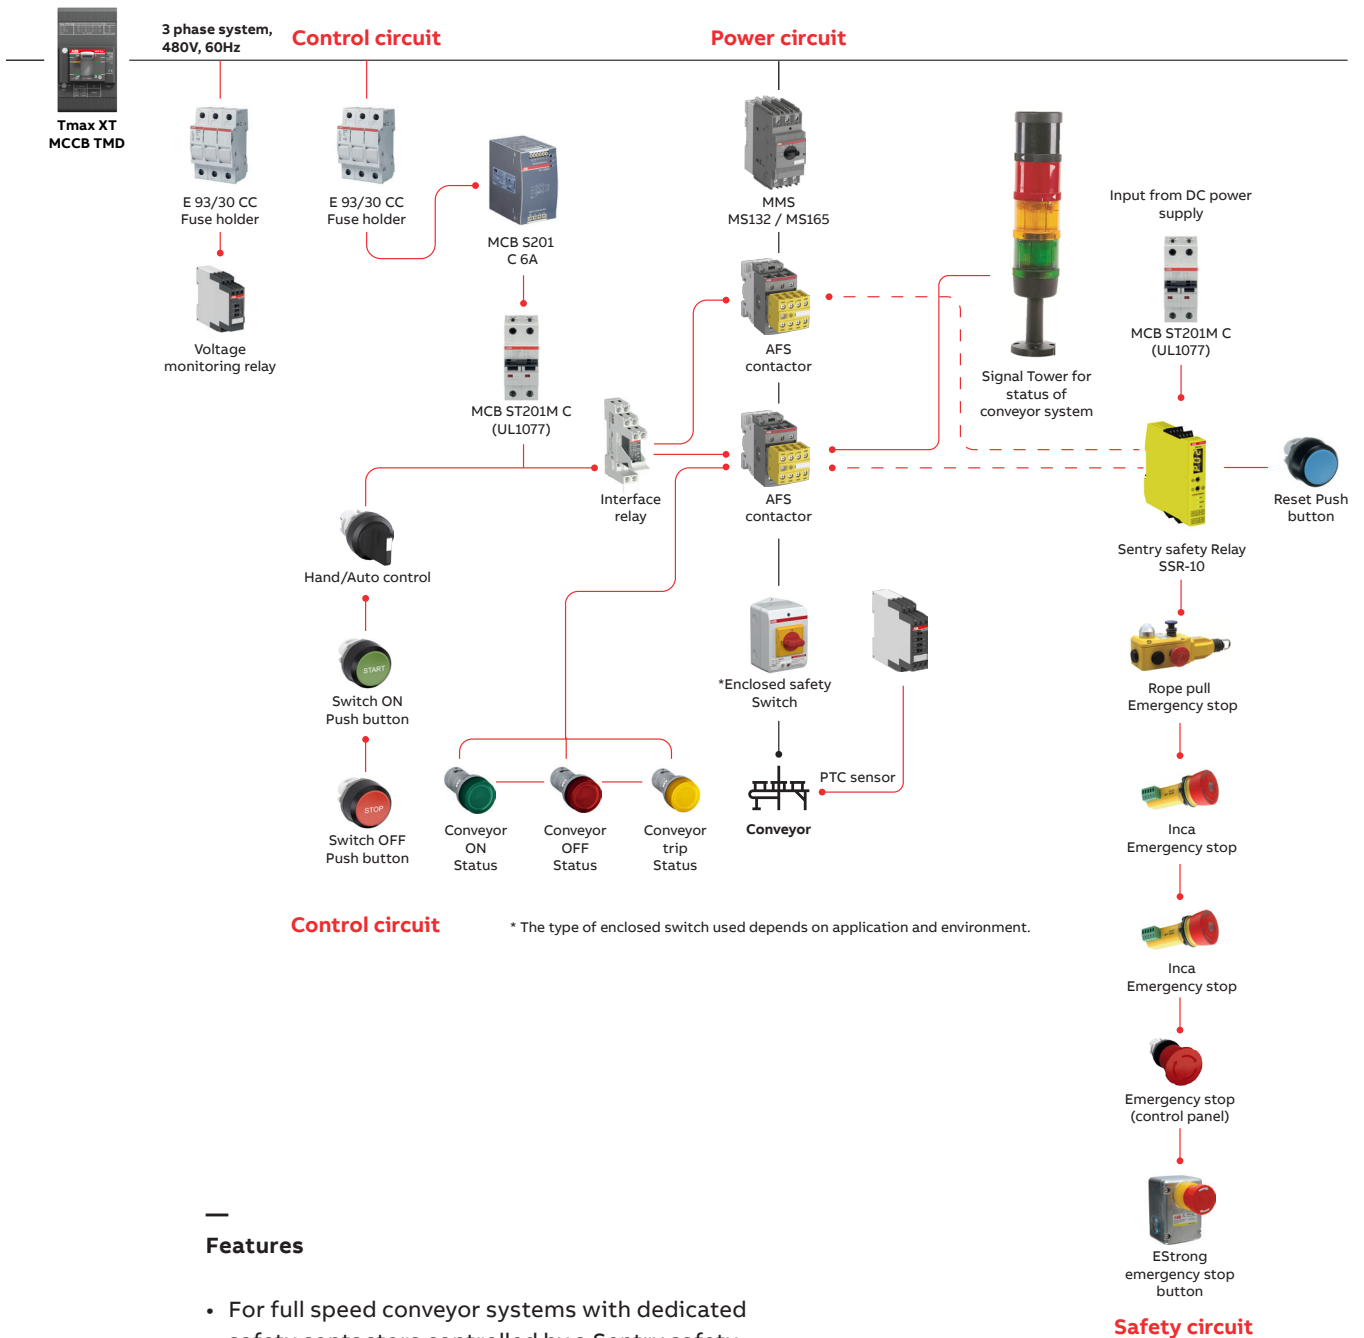 3 phase system,
480V, 60Hz
Control circuit
Power circuit
Tmax XT
MCCB TMD
E 93/30 CC
Fuse holder
E 93/30 CC
Fuse holder
MCB S201
C 6A
MMS
MS132 / MS165
Input from DC power
supply
Voltage
monitoring relay
MCB ST201M C
(UL1077)
AFS
contactor
Signal Tower for
status of
conveyor system
MCB ST201M C
(UL1077)
Interface
relay
AFS
contactor
Reset Push
button
Sentry safety Relay
SSR-10
Hand/Auto control
START
Switch ON
Push button
*Enclosed safety
Switch
Rope pull
Emergency stop
PTC sensor
STOP
Switch OFF
Push button
Conveyor
ON
Status
Conveyor
OFF
Status
Conveyor
trip
Status
Conveyor
Inca
Emergency stop
Control circuit
* The type of enclosed switch used depends on application and environment.
Inca
Emergency stop
Emergency stop
(control panel)
EStrong
emergency stop
button
Safety circuit
Features
• For full speed conveyor systems with dedicated
safety contactors controlled by a Sentry safety